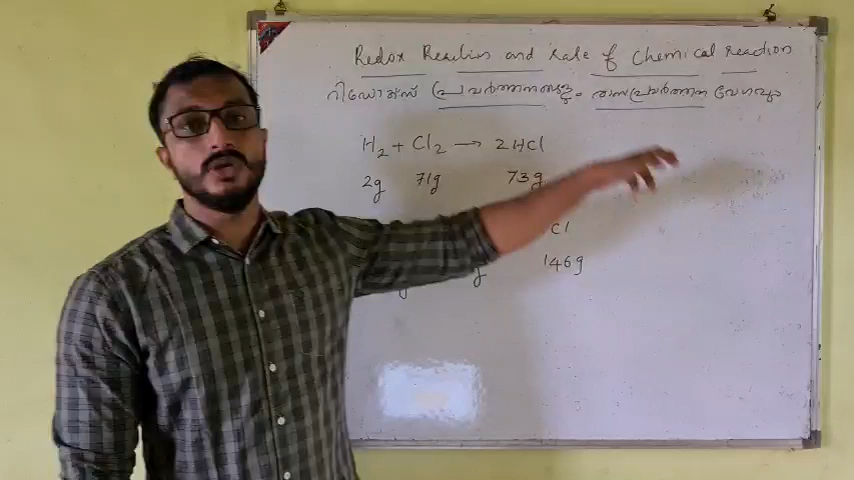 Redox Reaction and Rate of Chemical Reaction
റിഡോക്സ് പ്രവർത്തനങ്ങളും രാസപ്രവർത്തന വേഗവും
H₂ + Cl₂ → 2HCl
2g 71g 73g
Cl
g g 146g